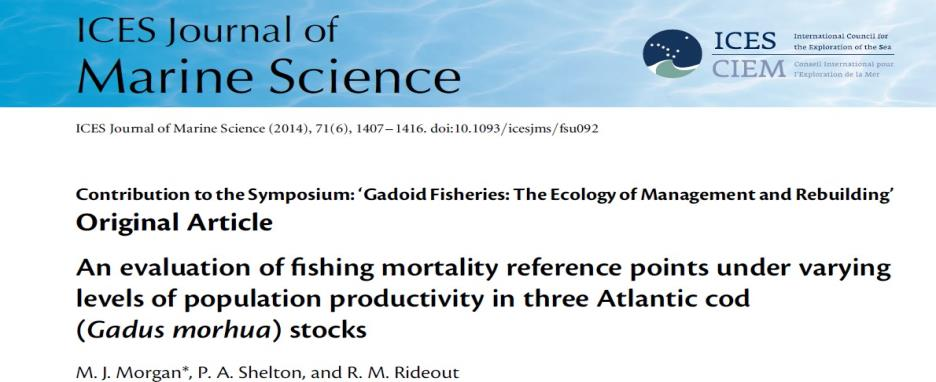 ICES Journal of
Marine Science
ICES
CIEM
International Council for
the Exploration of the Sea
Conseil International pour
l'Exploration de la Mer
ICES Journal of Marine Science (2014), 71(6), 1407–1416. doi:10.1093/icesjms/fsu092
Contribution to the Symposium: ‘Gadoid Fisheries: The Ecology of Management and Rebuilding’
Original Article
An evaluation of fishing mortality reference points under varying
levels of population productivity in three Atlantic cod
(Gadus morhua) stocks
M. J. Morgan*, P. A. Shelton, and R. M. Rideout